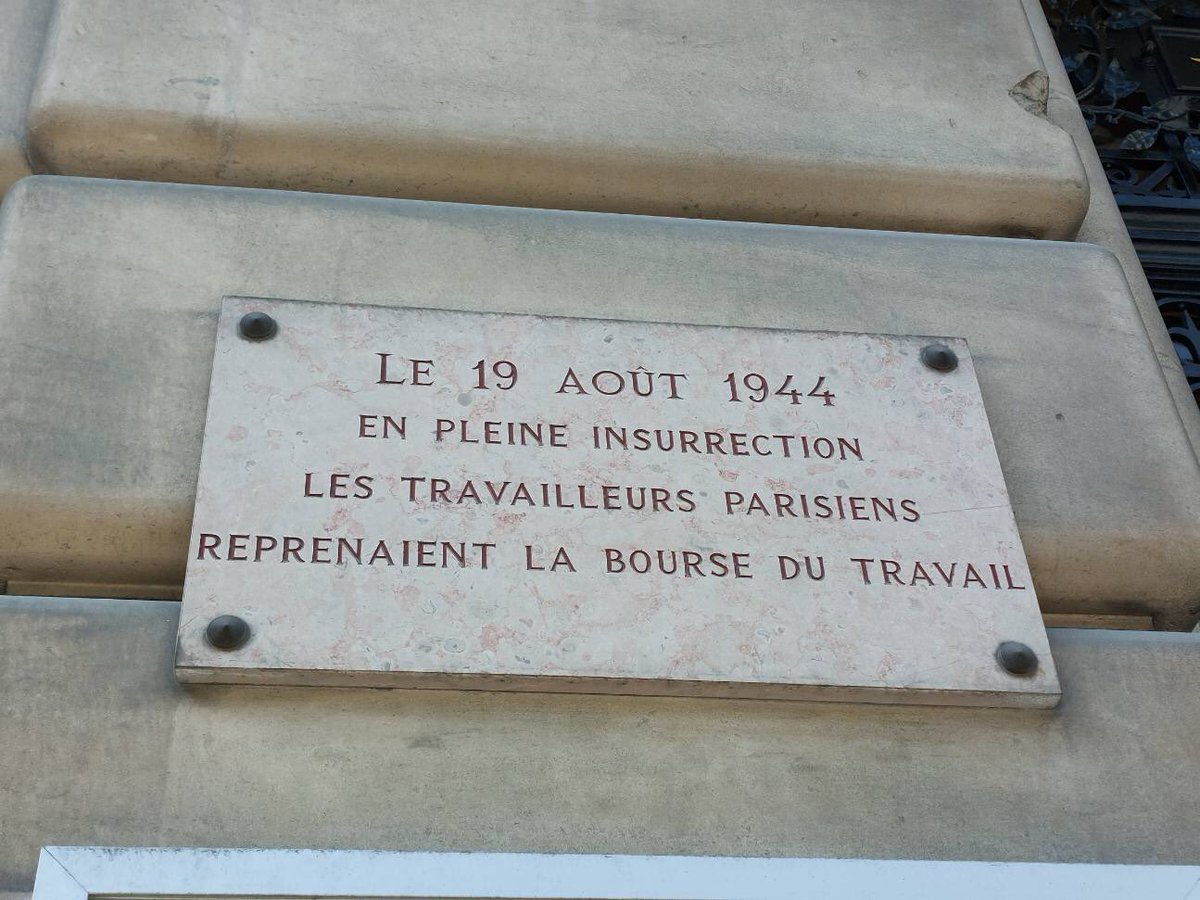 LE 19 AOÛT 1944
EN PLEINE INSURRECTION
LES TRAVAILLEURS PARISIENS
REPRENAIENT LA BOURSE DU TRAVAIL